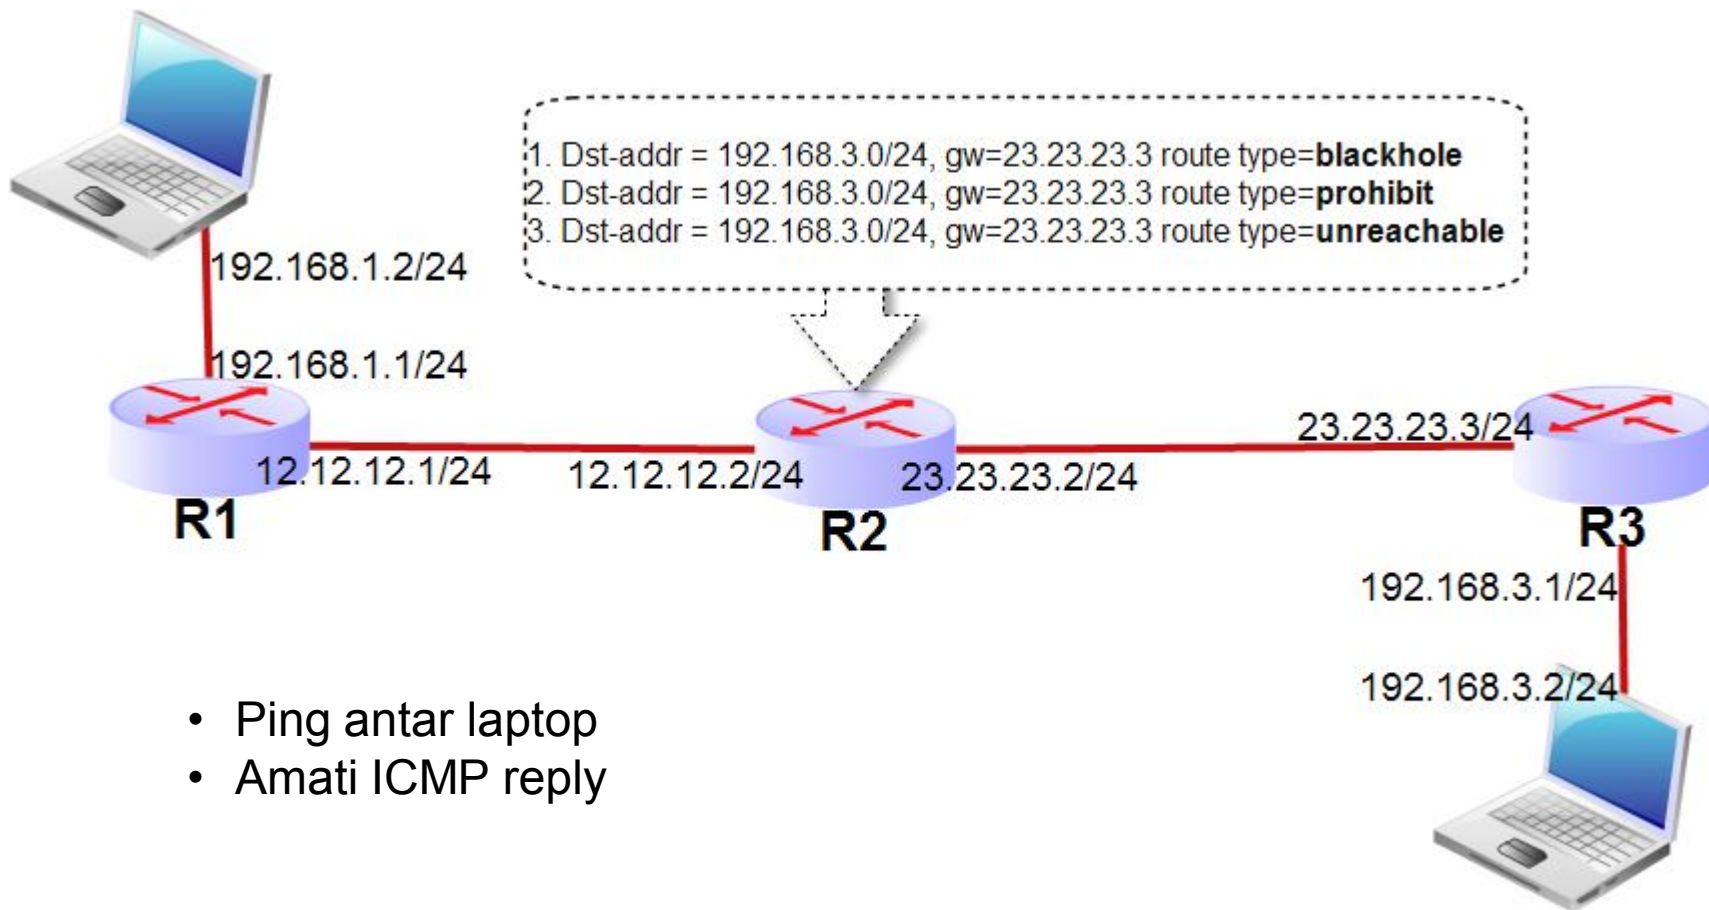 1. Dst-addr = 192.168.3.0/24, gw=23.23.23.3 route type=blackhole
2. Dst-addr = 192.168.3.0/24, gw=23.23.23.3 route type=prohibit
3. Dst-addr = 192.168.3.0/24, gw=23.23.23.3 route type=unreachable
192.168.1.2/24
192.168.1.1/24
12.12.12.1/24
R1
12.12.12.2/24
23.23.23.2/24
R2
23.23.23.3/24
R3
192.168.3.1/24
192.168.3.2/24
• Ping antar laptop
• Amati ICMP reply